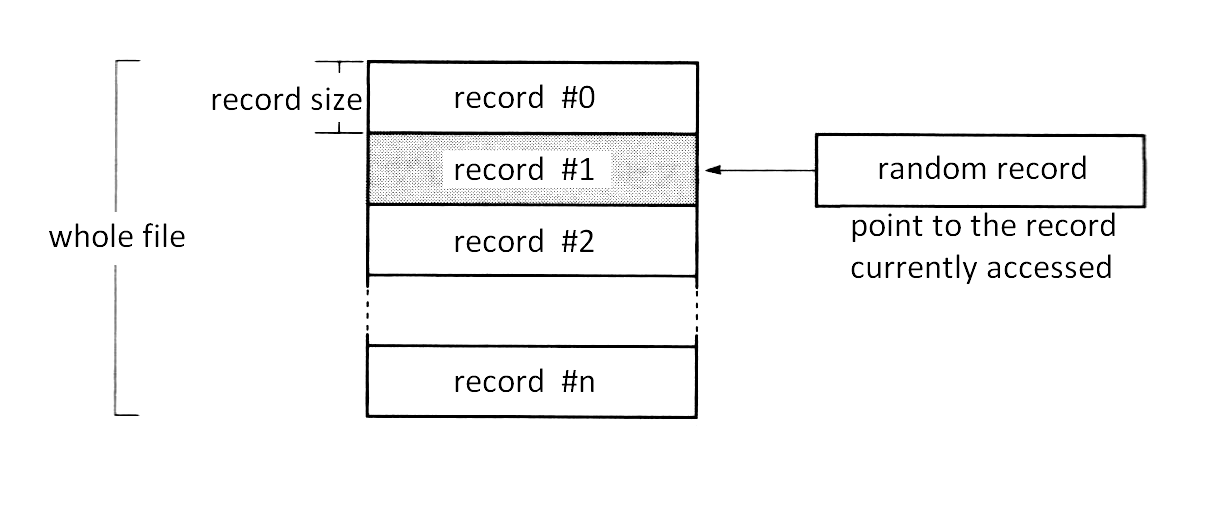 record #0
record size
record #1
random record
whole file
record #2
point to the record
currently accessed
record #n